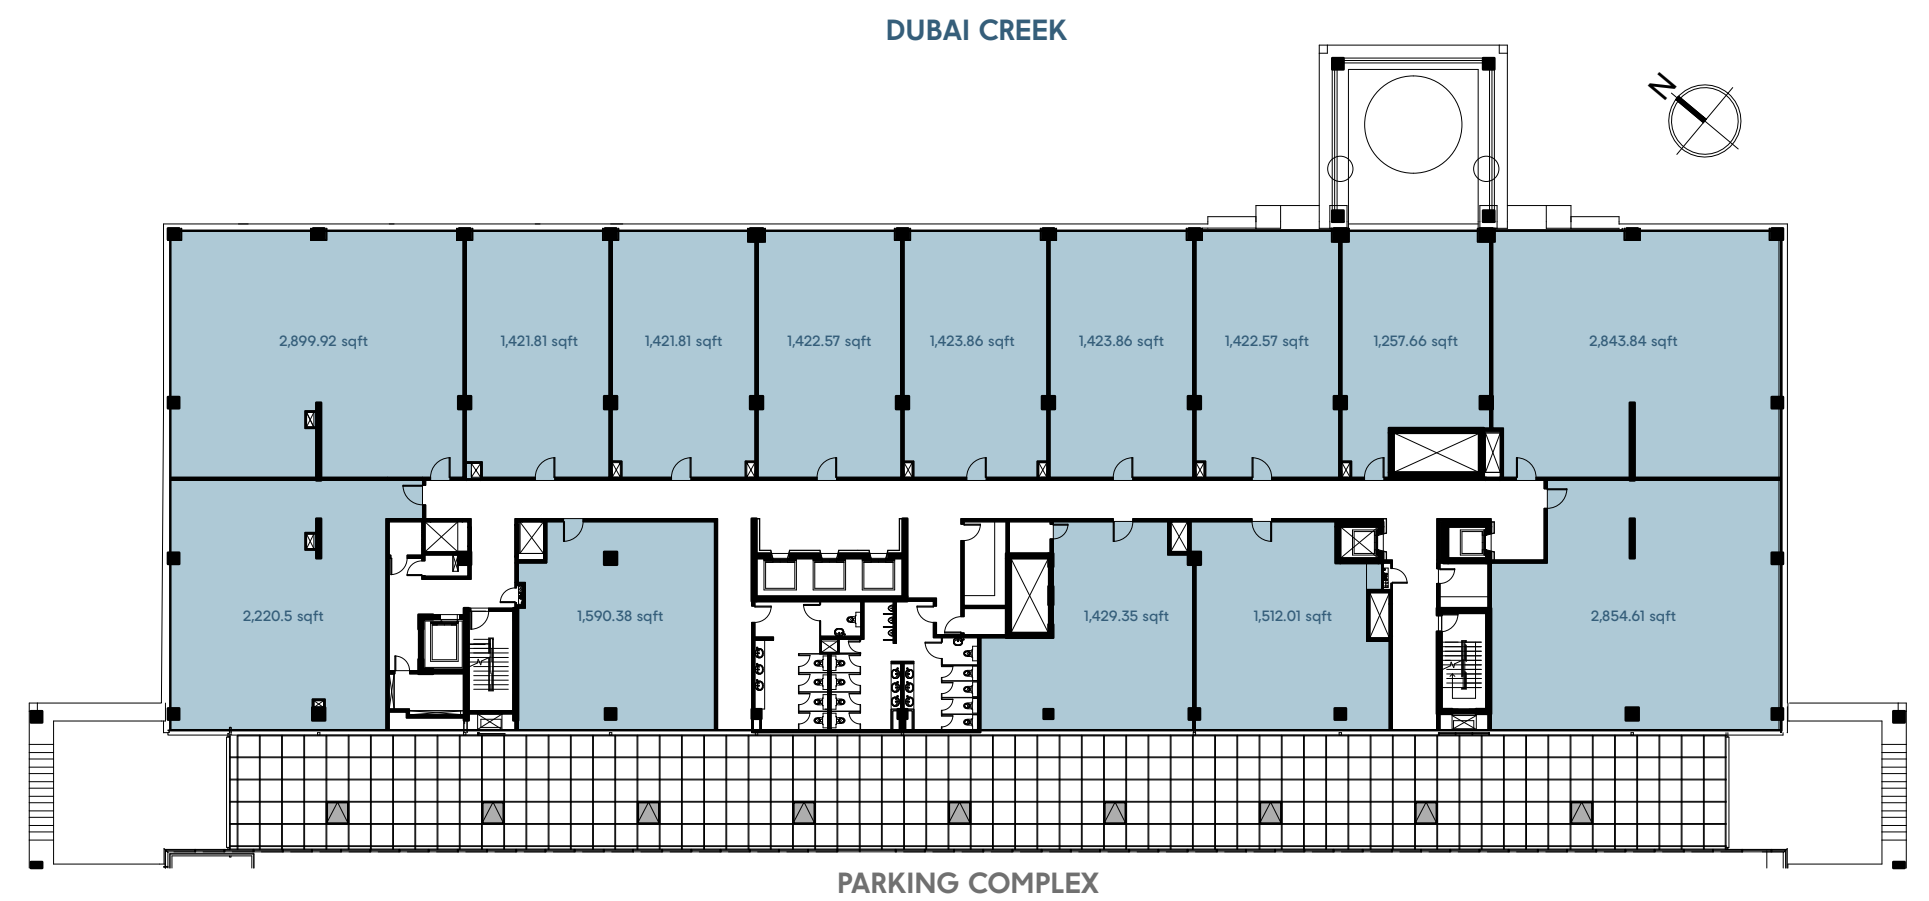 DUBAI CREEK
N
2,899.92 sqft
1,421.81 sqft
1,421.81 sqft
1,422.57 sqft
1,423.86 sqft
1,423.86 sqft
1,422.57 sqft
1,257.66 sqft
2,843.84 sqft
2,220.5 sqft
1,590.38 sqft
1,429.35 sqft
1,512.01 sqft
2,854.61 sqft
PARKING COMPLEX